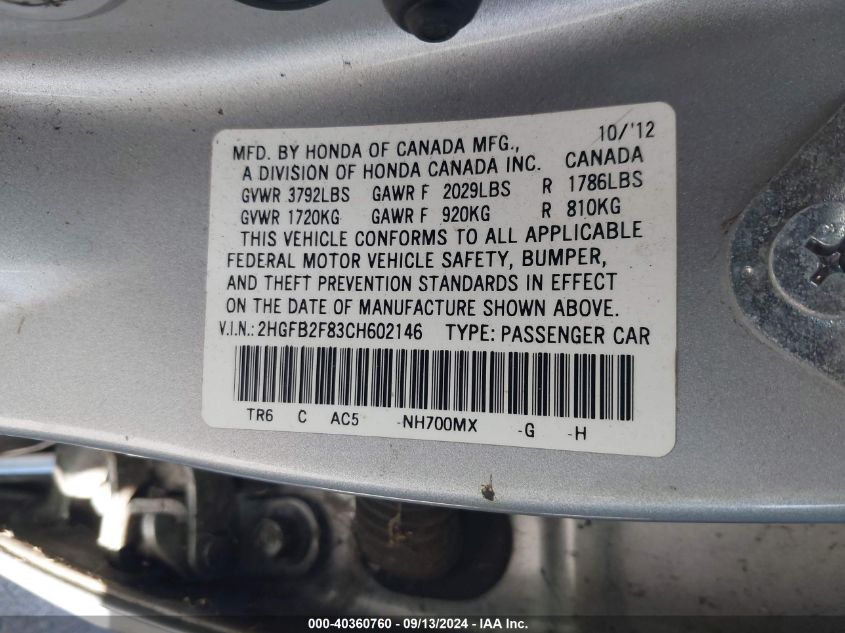 10/'12
MFD. BY HONDA OF CANADA MFG.,
A DIVISION OF HONDA CANADA INC. CANADA
GVWR 3792LBS GAWR F 2029LBS R 1786LBS
GVWR 1720KG GAWR F 920KG R 810KG
THIS VEHICLE CONFORMS TO ALL APPLICABLE
FEDERAL MOTOR VEHICLE SAFETY, BUMPER,
AND THEFT PREVENTION STANDARDS IN EFFECT
ON THE DATE OF MANUFACTURE SHOWN ABOVE.
V.I.N.: 2HGFB2F83CH602146 TYPE: PASSENGER CAR
TR6 C AC5 -NH700MX -G -H
000-40360760 - 09/13/2024 - IAA Inc.